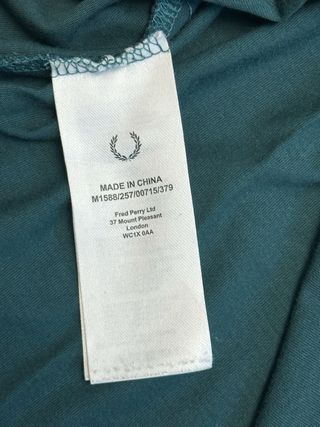 MADE IN CHINA
M1588/257/00715/379
Fred Perry Ltd
37 Mount Pleasant
London
WC1X 0AA